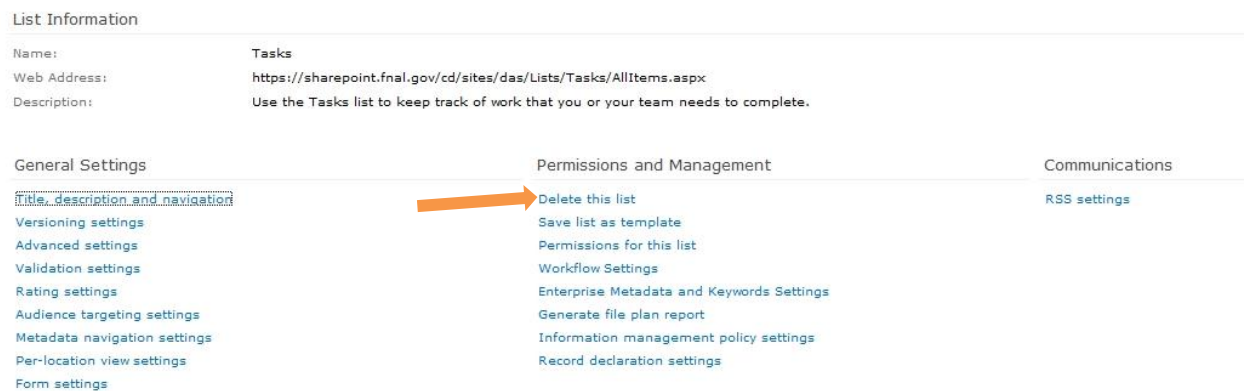 List Information
Name: Tasks
Web Address: https://sharepoint.fnal.gov/cd/sites/das/Lists/Tasks/AllItems.aspx
Description: Use the Tasks list to keep track of work that you or your team needs to complete.
General Settings
Title, description and navigation
Versioning settings
Advanced settings
Validation settings
Rating settings
Audience targeting settings
Metadata navigation settings
Per-location view settings
Form settings
Permissions and Management
Delete this list
Save list as template
Permissions for this list
Workflow Settings
Enterprise Metadata and Keywords Settings
Generate file plan report
Information management policy settings
Record declaration settings
Communications
RSS settings